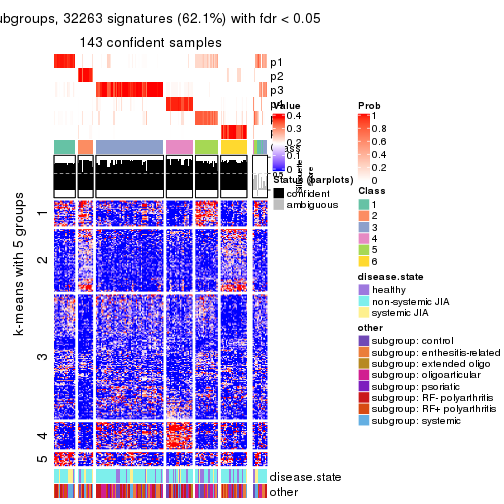 ubgroups, 32263 signatures (62.1%) with fdr < 0.05
143 confident samples
p1
p2
p3
Value
0.4
0.3
0.2
0.1
0
Prob
1
0.8
0.6
0.4
0.2
0
Silhouette
score
Status (barplots)
confident
ambiguous
Class
1
2
3
4
5
6
disease.state
healthy
non-systemic JIA
systemic JIA
other
subgroup: control
subgroup: enthesitis-related
subgroup: extended oligo
subgroup: oligoarticular
subgroup: psoriatic
subgroup: RF- polyarthritis
subgroup: RF+ polyarthritis
subgroup: systemic
k-means with 5 groups
1
2
3
4
5
disease.state
other